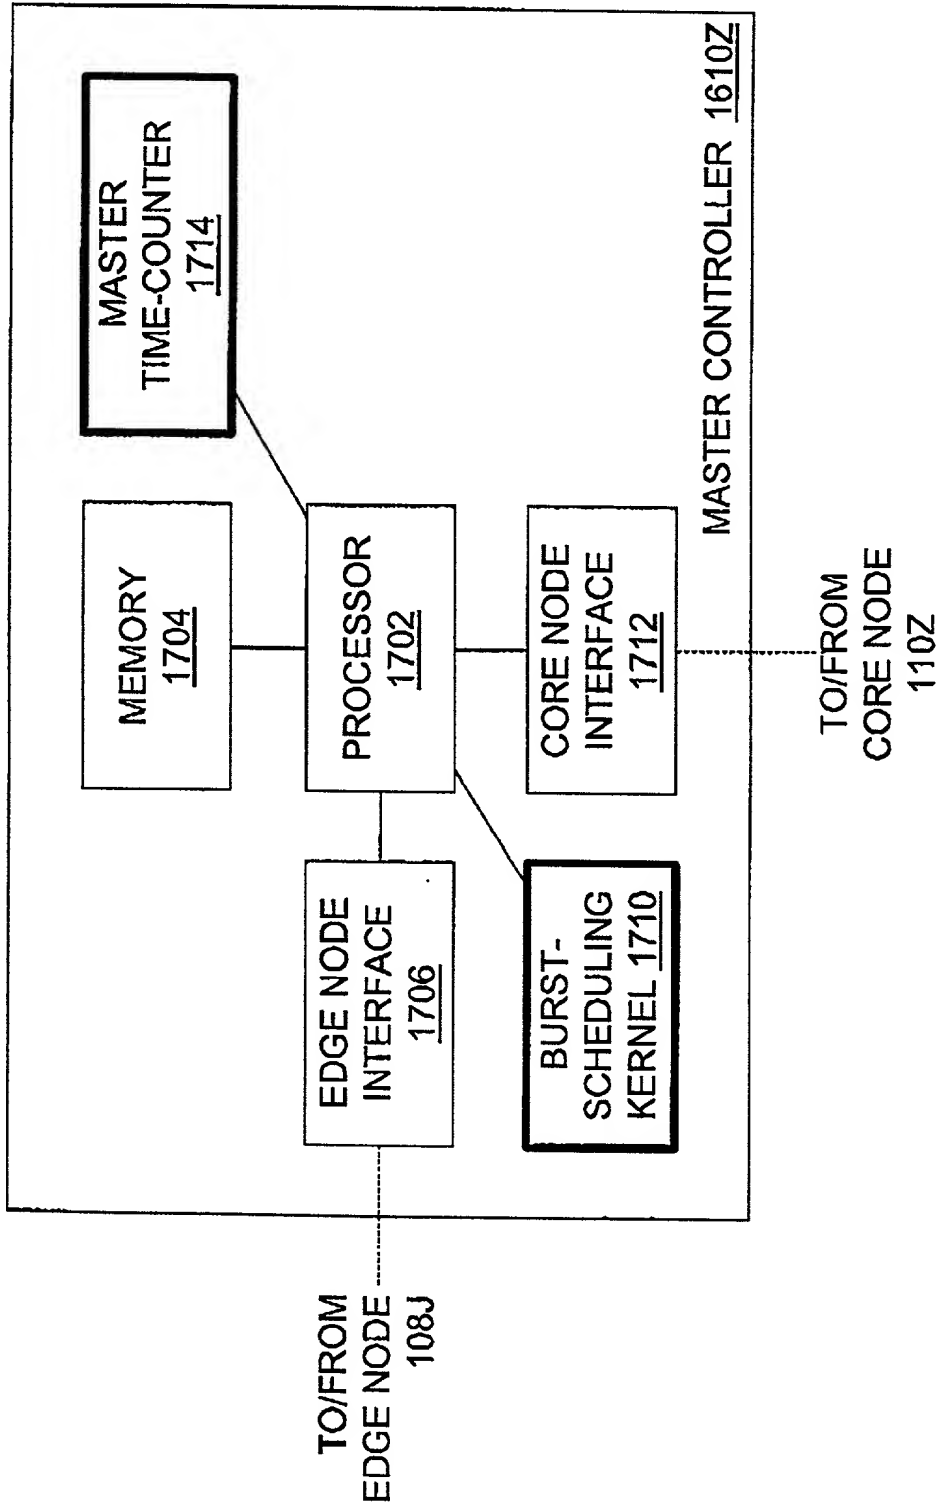 MASTER
TIME-COUNTER
1714
MEMORY
1704
PROCESSOR
1702
EDGE NODE
INTERFACE
1706
CORE NODE
INTERFACE
1712
BURST-
SCHEDULING
KERNEL 1710
MASTER CONTROLLER 1610Z
TO/FROM
EDGE NODE
108J
TO/FROM
CORE NODE
110Z